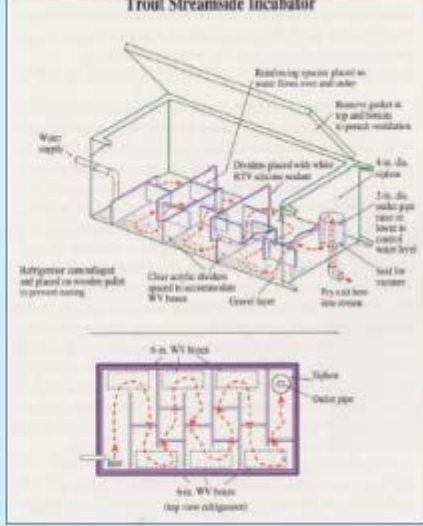 Trout Streamside Incubator
Reinforcing spaces placed so
water flows over and under
Remove gasket at
top and bottom
to permit ventilation
Water
supply
Dividers placed with white
RTV silicone sealant
4-in. dia.
siphon
2-in. dia.
outlet pipe
raise or
lower to
control
water level
Refrigerator camouflaged
and placed on wooden pallet
to prevent rusting
Clear acrylic dividers
spaced to accommodate
WV boxes
Gravel layer
Seal for
vacuum
Fry exit here
into stream
6-in. WV boxes
Siphon
Outlet pipe
6-in. WV boxes
(top view refrigerator)